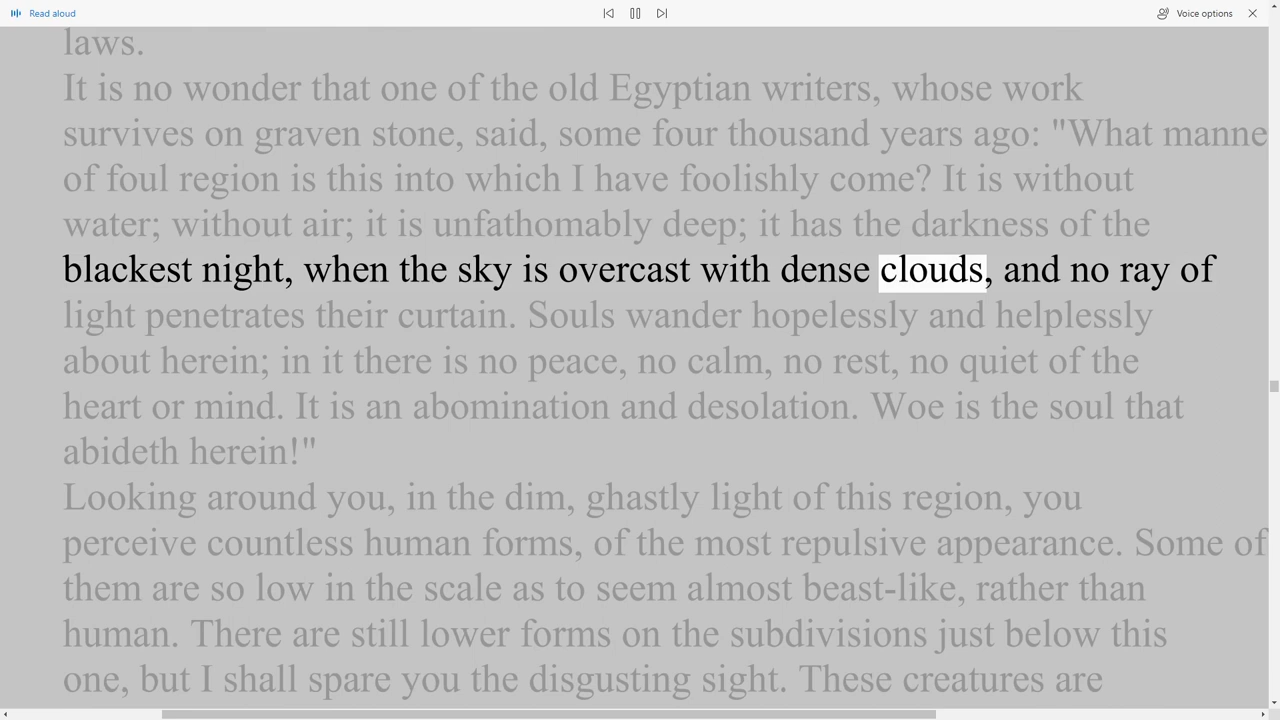 Read aloud
Voice options
laws.
It is no wonder that one of the old Egyptian writers, whose work
survives on graven stone, said, some four thousand years ago: "What manne
of foul region is this into which I have foolishly come? It is without
water; without air; it is unfathomably deep; it has the darkness of the
blackest night, when the sky is overcast with dense clouds, and no ray of
light penetrates their curtain. Souls wander hopelessly and helplessly
about herein; in it there is no peace, no calm, no rest, no quiet of the
heart or mind. It is an abomination and desolation. Woe is the soul that
abideth herein!"
Looking around you, in the dim, ghastly light of this region, you
perceive countless human forms, of the most repulsive appearance. Some of
them are so low in the scale as to seem almost beast-like, rather than
human. There are still lower forms on the subdivisions just below this
one, but I shall spare you the disgusting sight. These creatures are